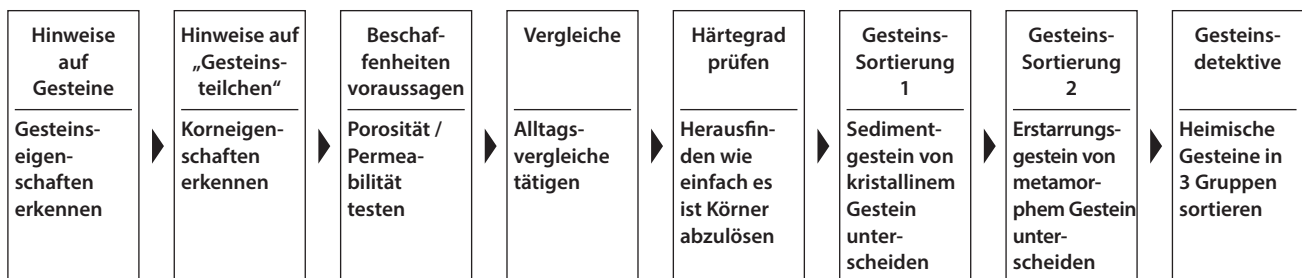 Hinweise
auf
Gesteine
Gesteins-
eigen-
schaften
erkennen
Hinweise auf
„Gesteins-
teilchen“
Korneigen-
schaften
erkennen
Beschaf-
fenheiten
voraussagen
Porosität /
Permea-
bilität
testen
Vergleiche
Alltags-
vergleiche
tätigen
Härtegrad
prüfen
Herausfin-
den wie
einfach es
ist Körner
abzulösen
Gesteins-
Sortierung
1
Sediment-
gestein von
kristallinem
Gestein
unter-
scheiden
Gesteins-
Sortierung
2
Erstarrungs-
gestein von
metamor-
phem Gestein
unter-
scheiden
Gesteins-
detektive
Heimische
Gesteine in
3 Gruppen
sortieren